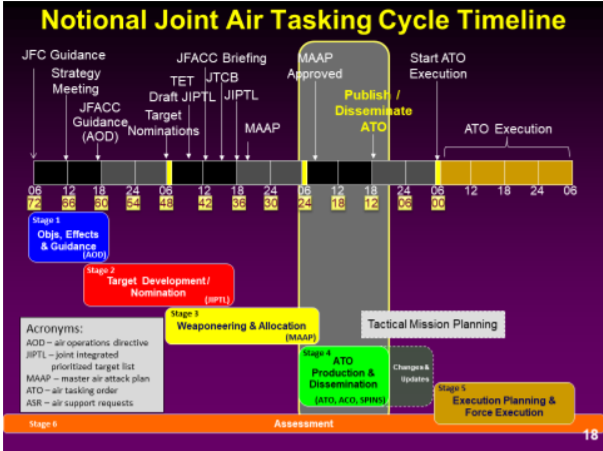 Notional Joint Air Tasking Cycle Timeline
JFC Guidance
Strategy
Meeting
JFACC
Guidance
(AOD)
Target
Nominations
TET
Draft JIPTL
JFACC Briefing
JTCB
JIPTL
MAAP
MAAP
Approved
Publish /
Disseminate
ATO
Start ATO
Execution
ATO Execution
06 12 18 24 06 12 18 24 06 12 18 24 06 12 18 24 06
72 66 60 54 48 42 36 30 24 18 12 06 00
Stage 1
Objs, Effects
& Guidance
(AOD)
Stage 2
Target Development/
Nomination
(JIPTL)
Stage 3
Weaponeering & Allocation
(MAAP)
Tactical Mission Planning
Stage 4
ATO
Production &
Dissemination
(ATO, ACO, SPINS)
Changes &
Updates
Stage 5
Execution Planning &
Force Execution
Acronyms:
AOD – air operations directive
JIPTL – joint integrated
prioritized target list
MAAP – master air attack plan
ATO – air tasking order
ASR – air support requests
Stage 6
Assessment
18